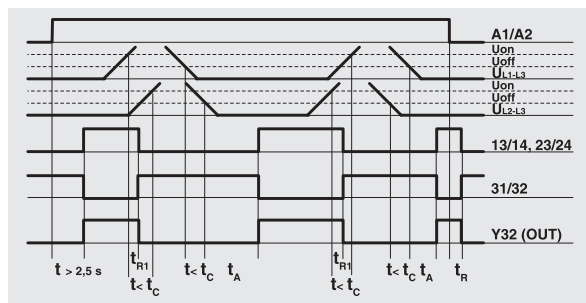 A1/A2
Uon
Uoff
UL1-L3
Uon
Uoff
UL2-L3
13/14, 23/24
31/32
Y32 (OUT)
t > 2,5 s
tR1
t< tC
t< tC
tA
tR1
t< tC
t< tC
tA
tR